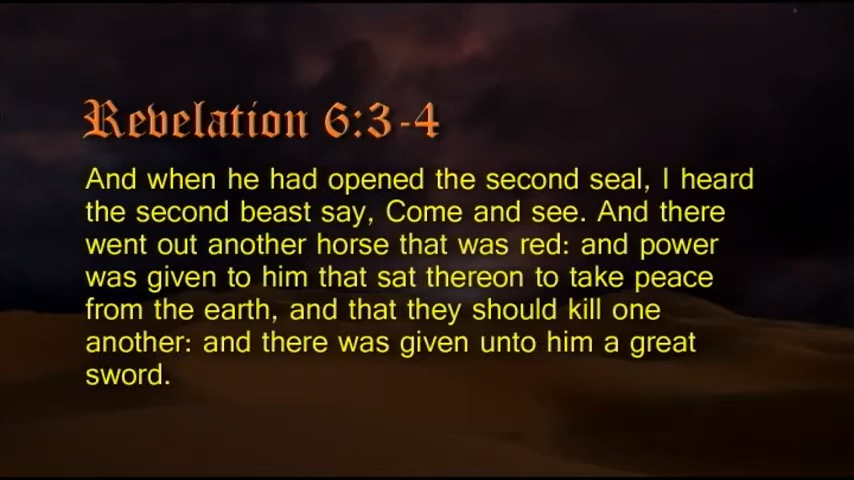 Revelation 6:3-4
And when he had opened the second seal, I heard
the second beast say, Come and see. And there
went out another horse that was red: and power
was given to him that sat thereon to take peace
from the earth, and that they should kill one
another: and there was given unto him a great
sword.